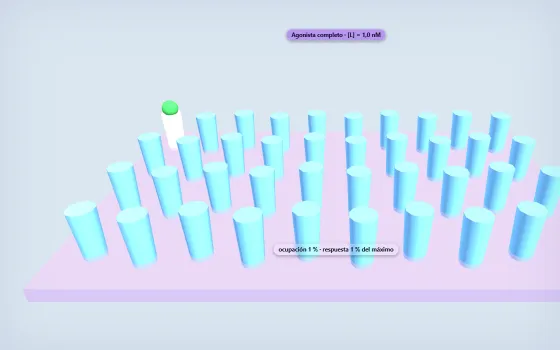 Agonista completo · [L] = 1,0 nM
ocupación 1 % · respuesta 1 % del máximo